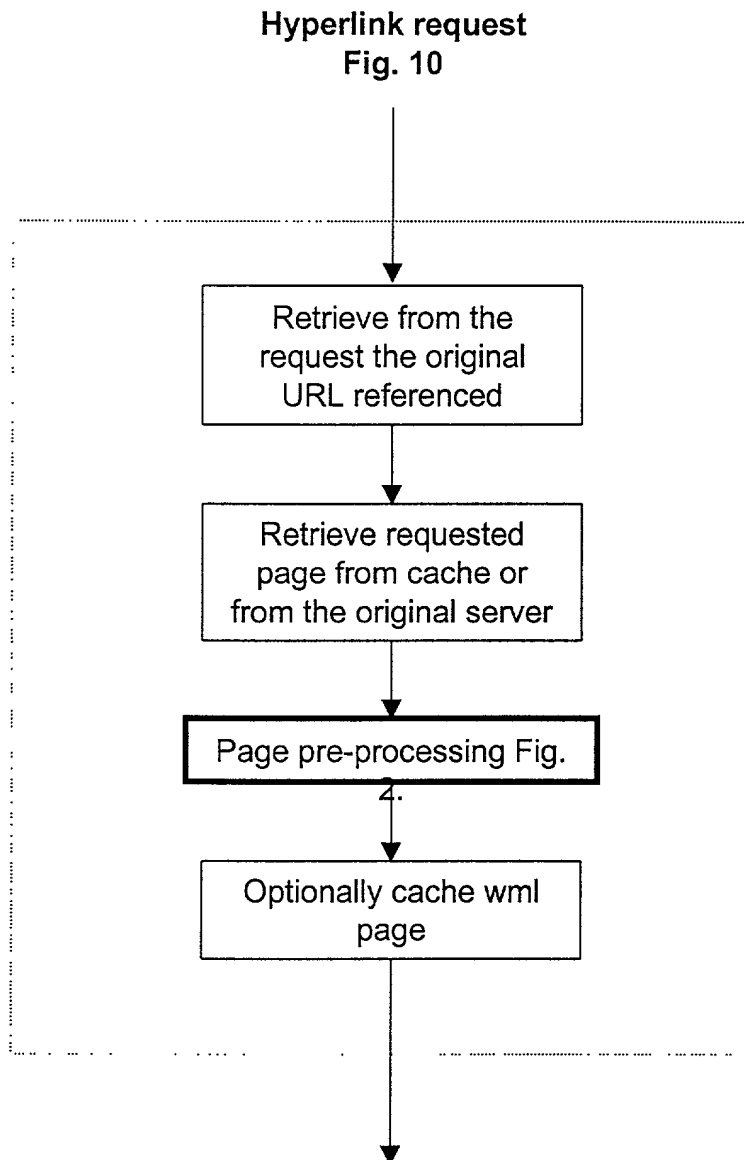 Hyperlink request
Fig. 10
Retrieve from the
request the original
URL referenced
Retrieve requested
page from cache or
from the original server
Page pre-processing Fig.
2.
Optionally cache wml
page